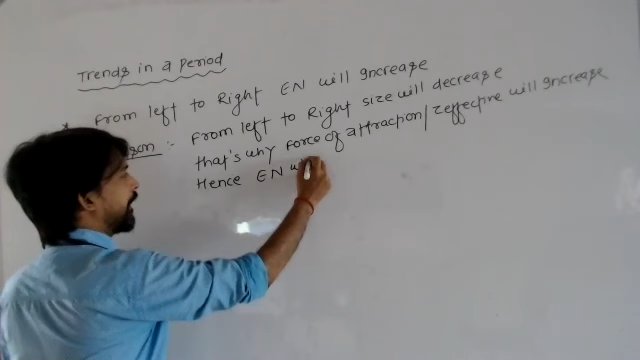 Trends in a period
* From left to Right EN will increase
son :- From left to Right size will decrease
that's why Force of attraction/zeffective will increase
Hence EN w